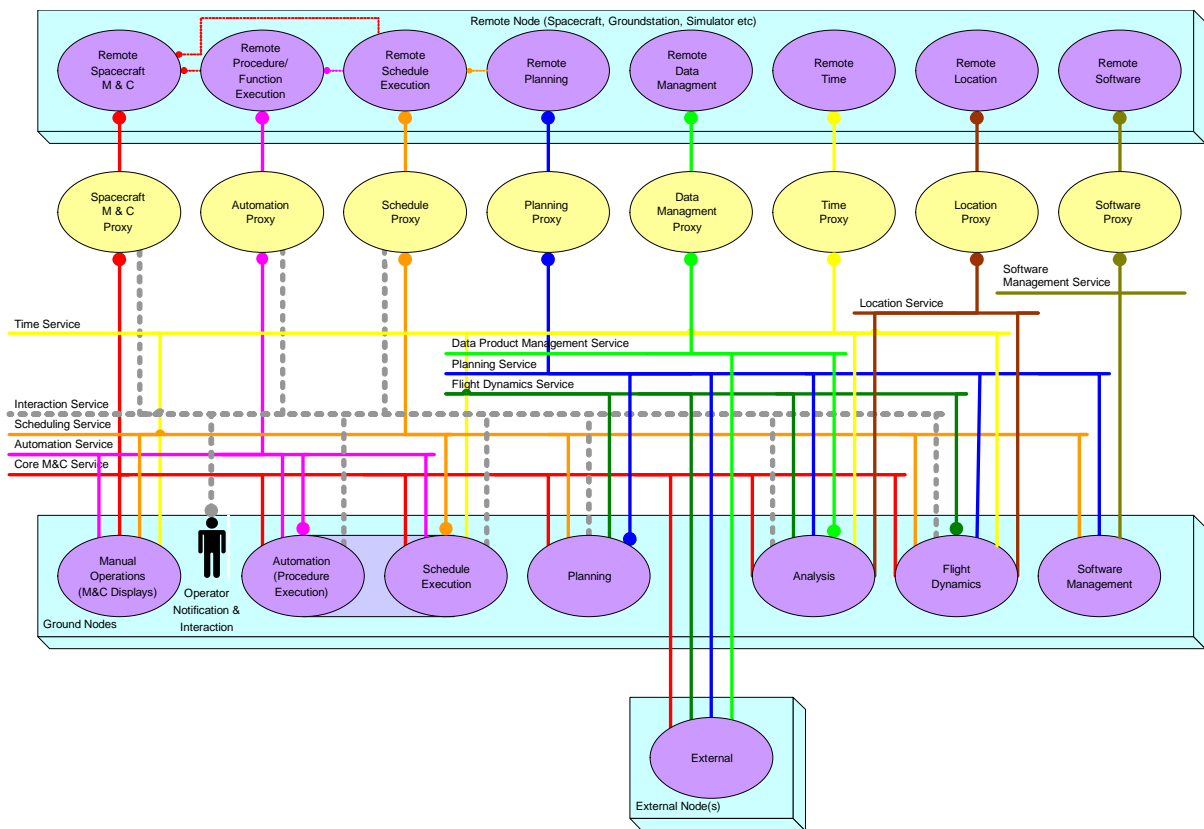 Remote Node (Spacecraft, Groundstation, Simulator etc)
Remote
Spacecraft
M & C
Remote
Procedure/
Function
Execution
Remote
Schedule
Execution
Remote
Planning
Remote
Data
Managment
Remote
Time
Remote
Location
Remote
Software
Spacecraft
M & C
Proxy
Automation
Proxy
Schedule
Proxy
Planning
Proxy
Data
Managment
Proxy
Time
Proxy
Location
Proxy
Software
Proxy
Software
Management Service
Location Service
Time Service
Data Product Management Service
Planning Service
Flight Dynamics Service
Interaction Service
Scheduling Service
Automation Service
Core M&C Service
Manual
Operations
(M&C Displays)
Operator
Notification &
Interaction
Automation
(Procedure
Execution)
Schedule
Execution
Planning
Analysis
Flight
Dynamics
Software
Management
Ground Nodes
External
External Node(s)